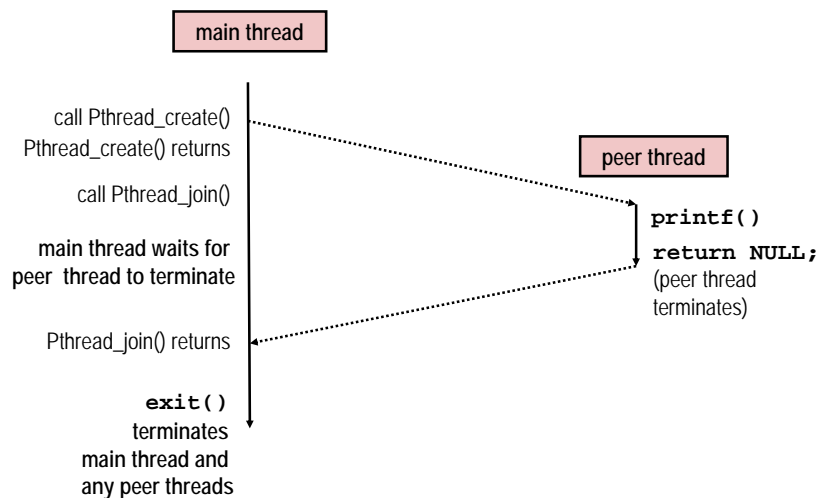 main thread
call Pthread_create()
Pthread_create() returns
peer thread
call Pthread_join()
printf()
main thread waits for
peer thread to terminate
return NULL;
(peer thread
terminates)
Pthread_join() returns
exit()
terminates
main thread and
any peer threads